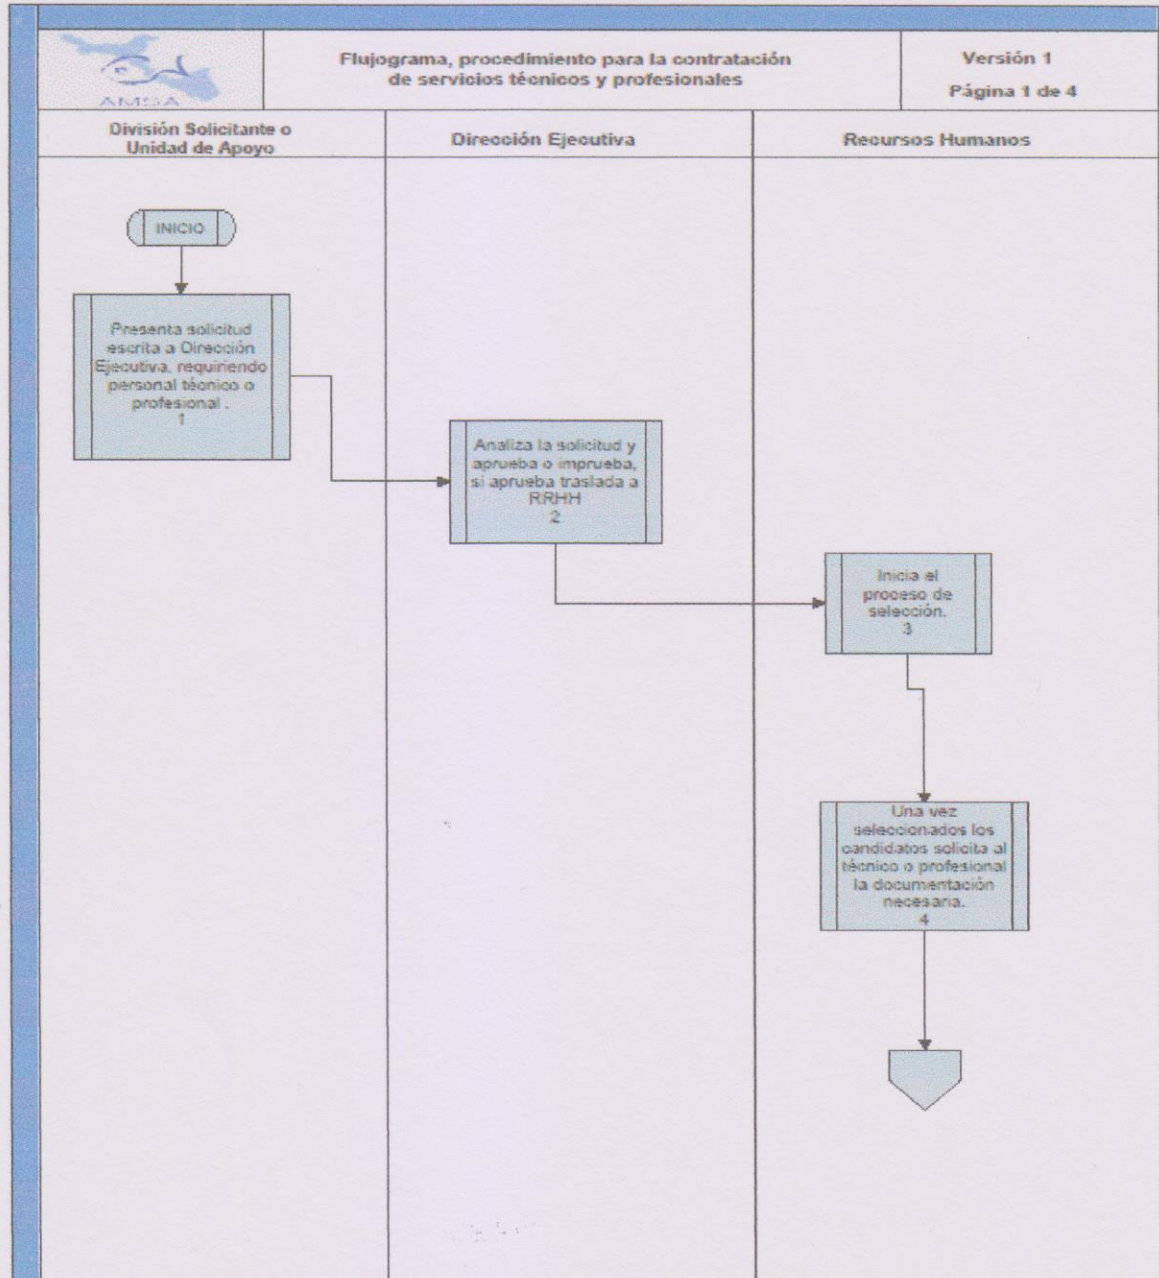 AMSA
Flujograma, procedimiento para la contratación
de servicios técnicos y profesionales
Versión 1
Página 1 de 4
División Solicitante o
Unidad de Apoyo
Dirección Ejecutiva
Recursos Humanos
INICIO
Presenta solicitud
escrita a Dirección
Ejecutiva, requiriendo
personal técnico o
profesional .
1
Analiza la solicitud y
aprueba o imprueba,
si aprueba traslada a
RRHH
2
Inicia el
proceso de
selección.
3
Una vez
seleccionados los
candidatos solicita al
técnico o profesional
la documentación
necesaria.
4